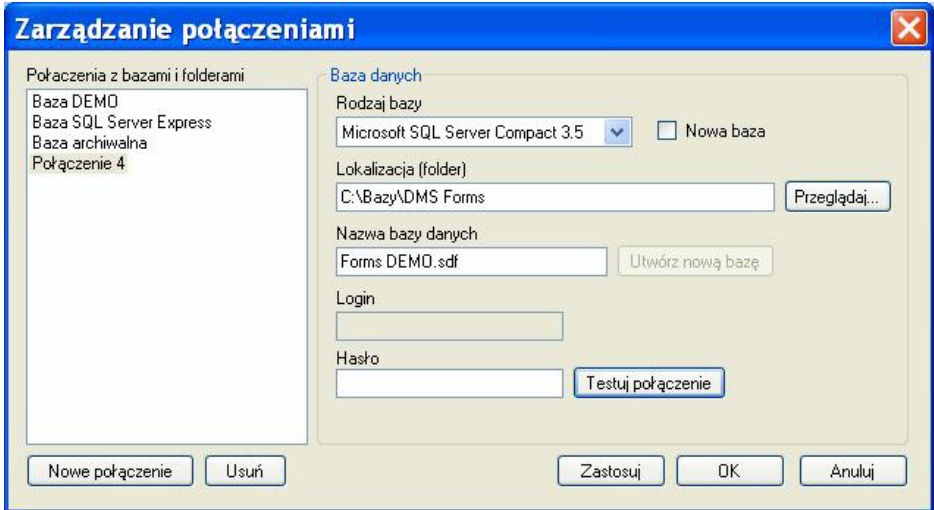 Zarządzanie połączeniami
Połaczenia z bazami i folderami
Baza DEMO
Baza SQL Server Express
Baza archiwalna
Połączenie 4
Baza danych
Rodzaj bazy
Microsoft SQL Server Compact 3.5
Nowa baza
Lokalizacja (folder)
C:\Bazy\DMS Forms
Przeglądaj...
Nazwa bazy danych
Forms DEMO.sdf
Utwórz nową bazę
Login
Hasło
Testuj połączenie
Nowe połączenie
Usuń
Zastosuj
OK
Anuluj